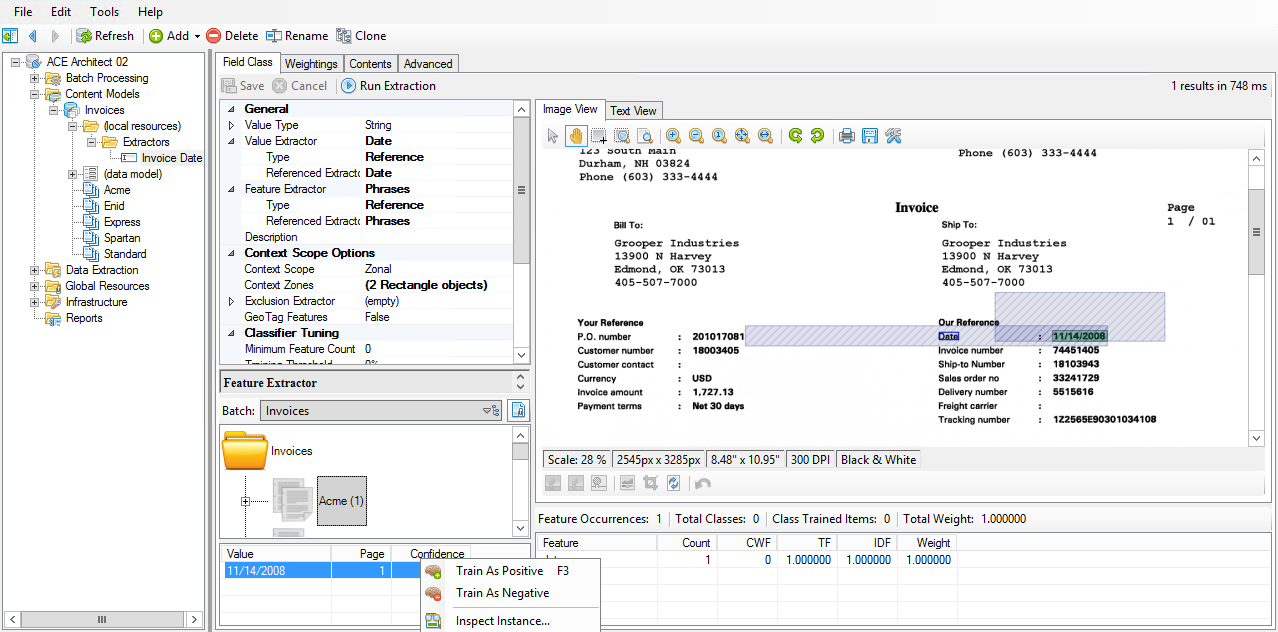 File Edit Tools Help
Refresh Add Delete Rename Clone
ACE Architect 02
Batch Processing
Content Models
Invoices
(local resources)
Extractors
Invoice Date
(data model)
Acme
Enid
Express
Spartan
Standard
Data Extraction
Global Resources
Infrastructure
Reports
Field Class Weightings Contents Advanced
Save Cancel Run Extraction 1 results in 748 ms
General
Value Type String
Value Extractor Date
Type Reference
Referenced Extractor Date
Feature Extractor Phrases
Type Reference
Referenced Extractor Phrases
Description
Context Scope Options
Context Scope Zonal
Context Zones (2 Rectangle objects)
Exclusion Extractor (empty)
GeoTag Features False
Classifier Tuning
Minimum Feature Count 0
Training Threshold 0%
Feature Extractor
Batch: Invoices
Invoices
Acme (1)
Value Page Confidence
11/14/2008 1
Train As Positive F3
Train As Negative
Inspect Instance...
Image View Text View
123 South Main
Durham, NH 03824 Phone (603) 333-4444
Phone (603) 333-4444
Invoice Page
1 / 01
Bill To: Ship To:
Grooper Industries Grooper Industries
13900 N Harvey 13900 N Harvey
Edmond, OK 73013 Edmond, OK 73013
405-507-7000 405-507-7000
Your Reference Our Reference
P.O. number : 201017081 Date : 11/14/2008
Customer number : 18003405 Invoice number : 74451405
Customer contact : Ship-to Number : 18103943
Currency : USD Sales order no : 33241729
Invoice amount : 1,727.13 Delivery number : 5515616
Payment terms : Net 30 days Freight carrier :
Tracking number : 1Z2565E90301034108
Scale: 28 % 2545px x 3285px 8.48" x 10.95" 300 DPI Black & White
Feature Occurrences: 1 Total Classes: 0 Class Trained Items: 0 Total Weight: 1.000000
Feature Count CWF TF IDF Weight
1 0 1.000000 1.000000 1.000000